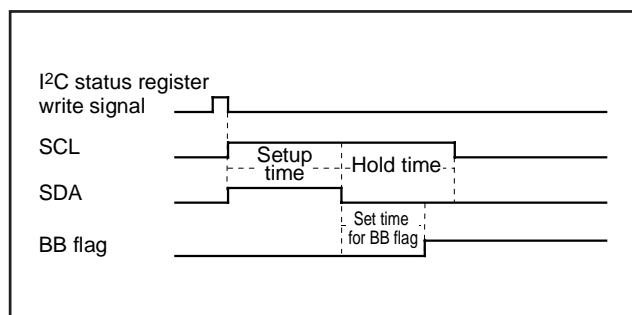 I²C status register
write signal
SCL
Setup
time
Hold time
SDA
Set time
for BB flag
BB flag